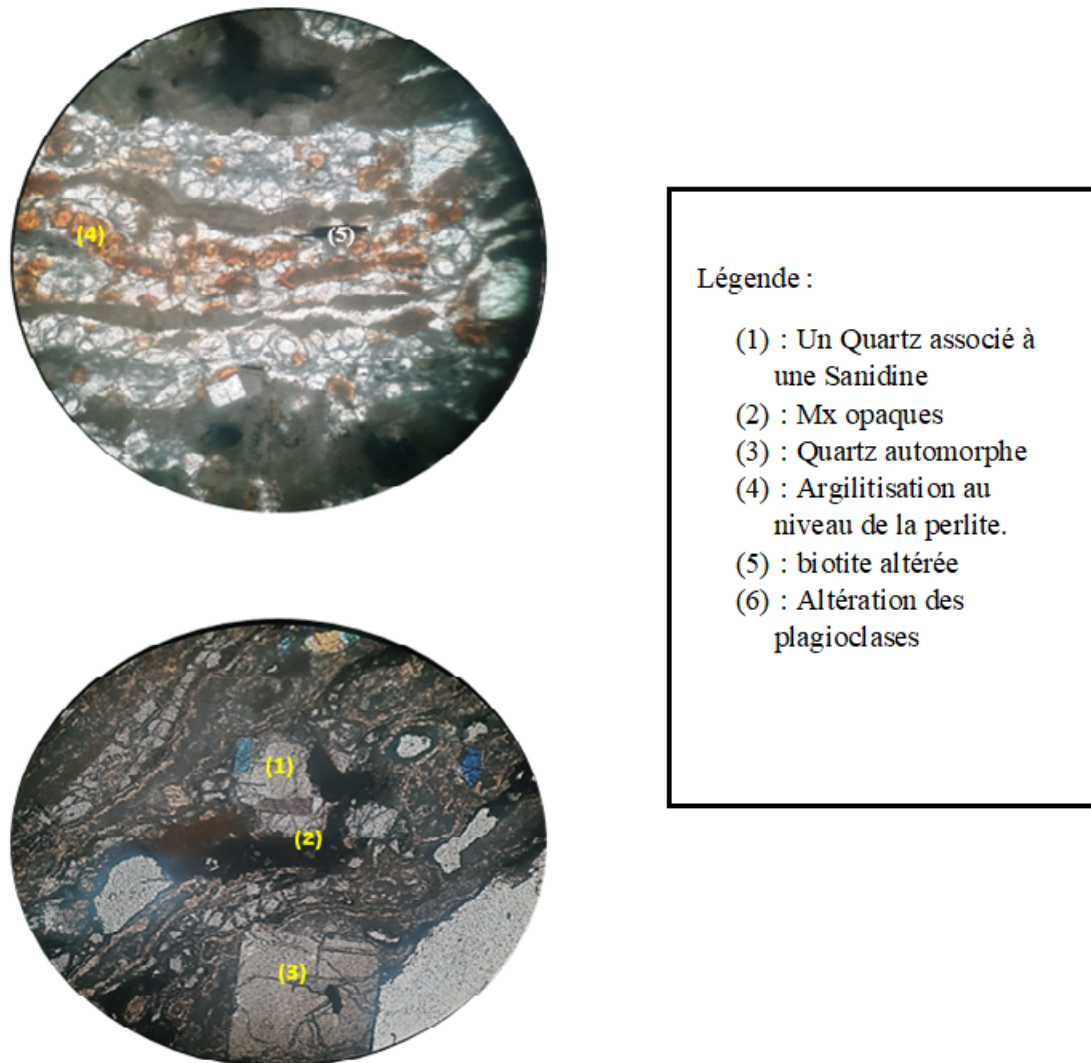 (4)
(5)
(1)
(2)
(3)
Légende :
(1) : Un Quartz associé à
une Sanidine
(2) : Mx opaques
(3) : Quartz automorphe
(4) : Argilitisation au
niveau de la perlite.
(5) : biotite altérée
(6) : Altération des
plagioclases